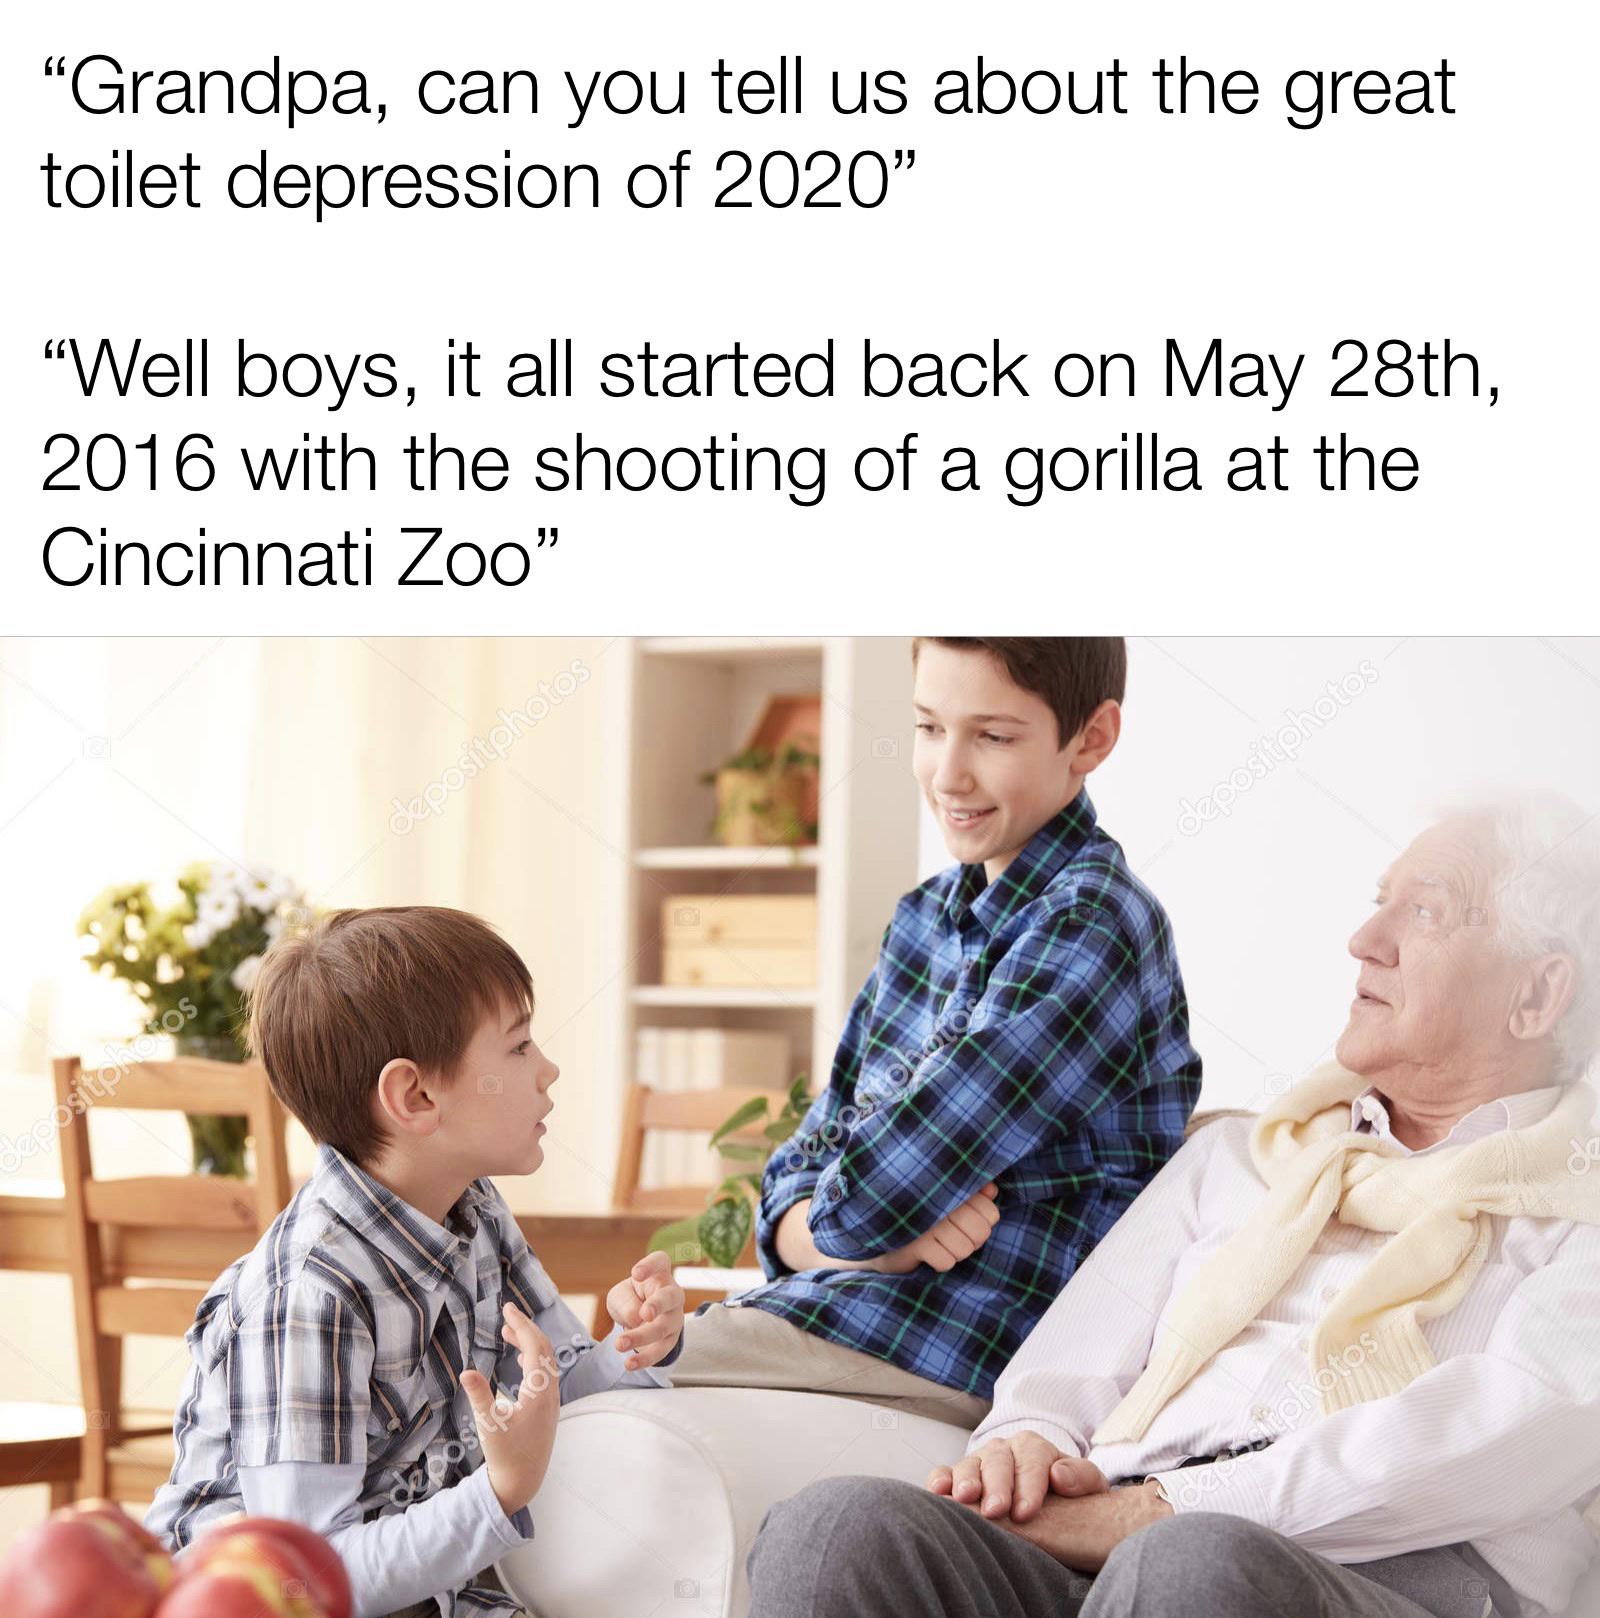 “Grandpa, can you tell us about the great
toilet depression of 2020”
“Well boys, it all started back on May 28th,
2016 with the shooting of a gorilla at the
Cincinnati Zoo”
depositphotos
depositphotos
depositphotos
depositphotos
depositphotos
depositphotos